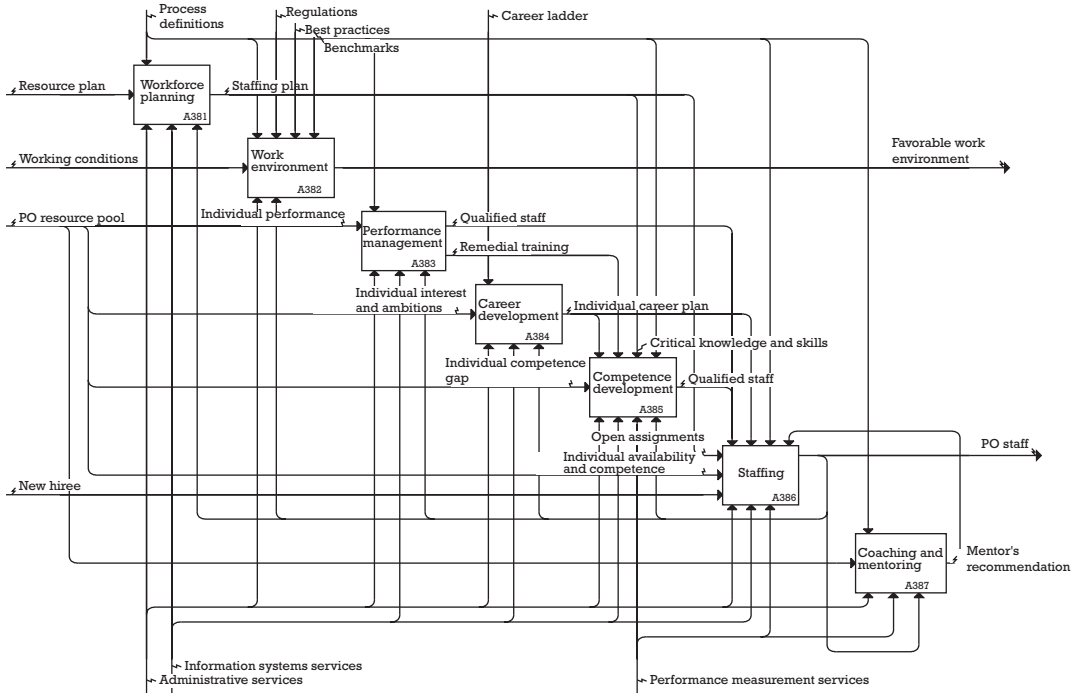 Process
definitions
Regulations
Best practices
Benchmarks
Career ladder
Resource plan
Workforce
planning
A381
Staffing plan
Working conditions
Work
environment
A382
Favorable work
environment
PO resource pool
Individual performance
Performance
management
A383
Qualified staff
Remedial training
Individual interest
and ambitions
Career
development
A384
Individual career plan
Critical knowledge and skills
Individual competence
gap
Competence
development
A385
Qualified staff
Open assignments
Individual availability
and competence
Staffing
A386
PO staff
New hiree
Coaching and
mentoring
A387
Mentor's
recommendation
Information systems services
Administrative services
Performance measurement services